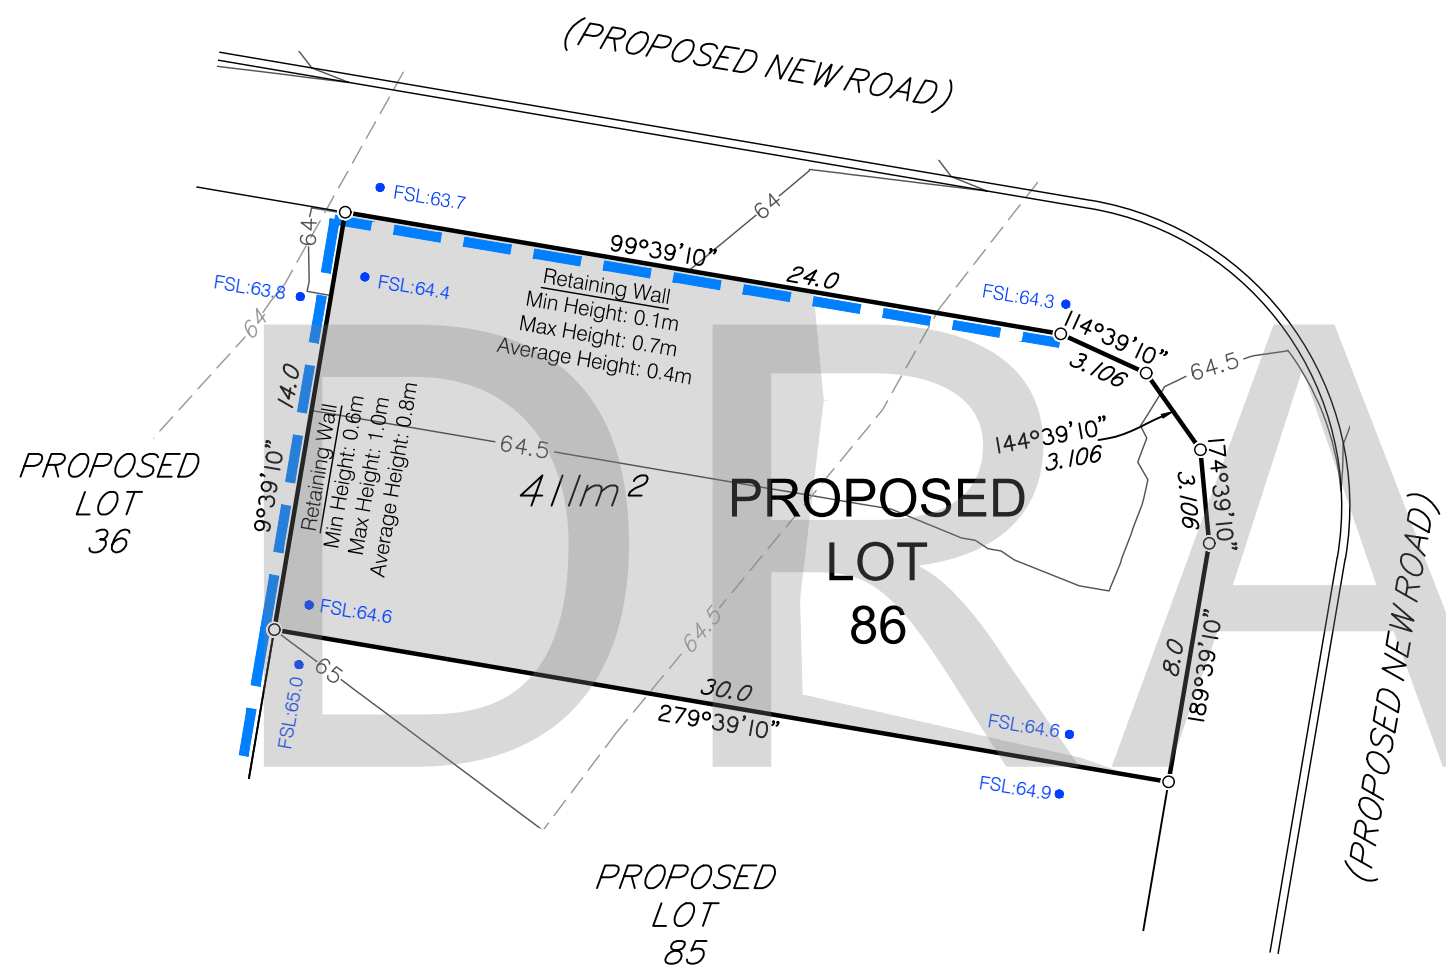 (PROPOSED NEW ROAD)
FSL:63.7
64
64
99°39'10"
24.0
FSL:63.8
FSL:64.4
64
Retaining Wall
Min Height: 0.1m
Max Height: 0.7m
Average Height: 0.4m
FSL:64.3
114°39'10"
3.106
64.5
14.0
9°39'10"
Retaining Wall
Min Height: 0.6m
Max Height: 1.0m
Average Height: 0.8m
64.5
411m²
144°39'10"
3.106
174°39'10"
3.106
PROPOSED
LOT
36
PROPOSED
LOT
86
DRA
FSL:64.6
64.5
65
FSL:65.0
30.0
279°39'10"
8.0
189°39'10"
FSL:64.6
FSL:64.9
(PROPOSED NEW ROAD)
PROPOSED
LOT
85